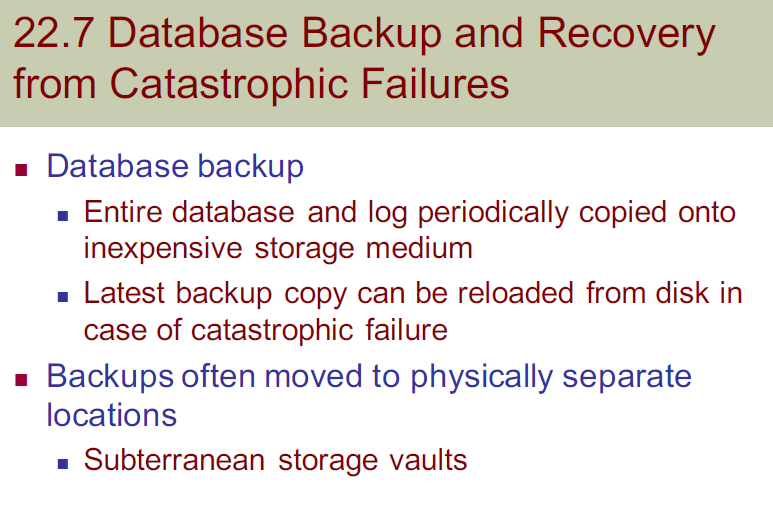 22.7 Database Backup and Recovery
from Catastrophic Failures
Database backup
Entire database and log periodically copied onto
inexpensive storage medium
Latest backup copy can be reloaded from disk in
case of catastrophic failure
Backups often moved to physically separate
locations
Subterranean storage vaults